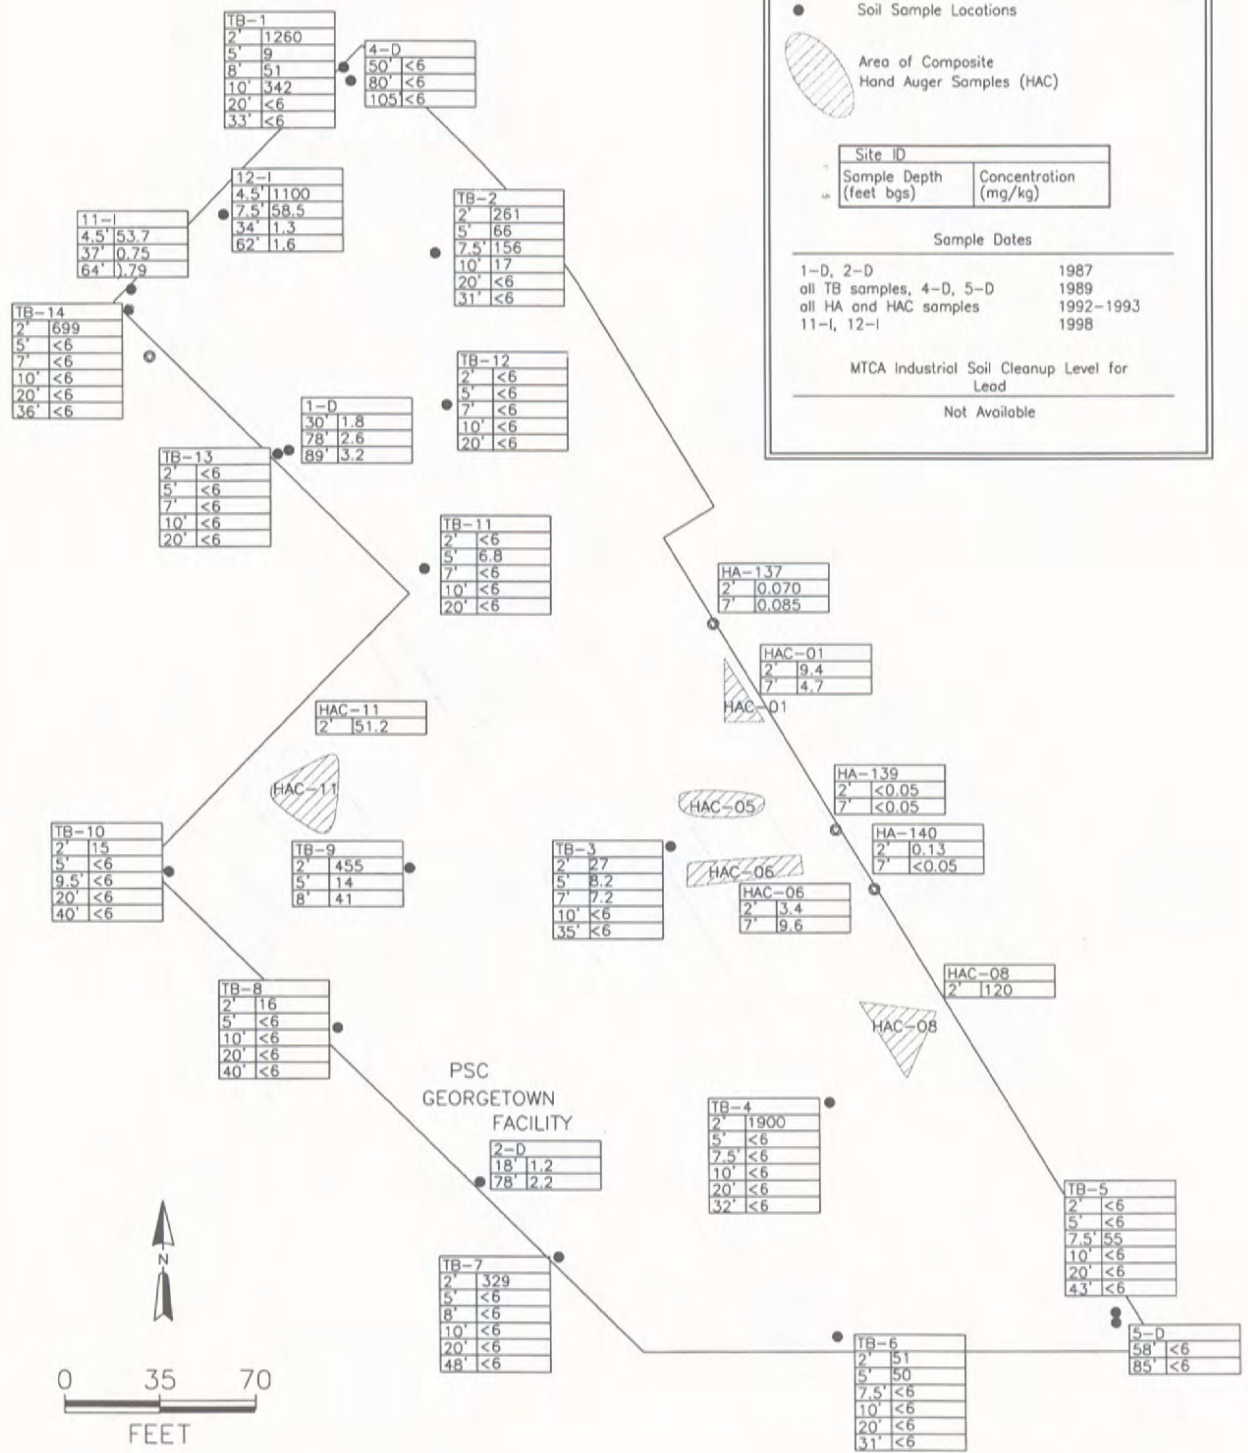 TB-1
2' 1260
5' 9
8' 51
10' 342
20' <6
33' <6
4-D
50' <6
80' <6
105' <6
Soil Sample Locations
Area of Composite
Hand Auger Samples (HAC)
Site ID
Sample Depth
(feet bgs)
Concentration
(mg/kg)
Sample Dates
1-D, 2-D 1987
all TB samples, 4-D, 5-D 1989
all HA and HAC samples 1992-1993
11-I, 12-I 1998
MTCA Industrial Soil Cleanup Level for
Lead
Not Available
12-I
4.5' 1100
7.5' 58.5
34' 1.3
62' 1.6
TB-2
2' 261
5' 66
7.5' 156
10' 17
20' <6
31' <6
11-I
4.5' 53.7
37' 0.75
64' ).79
TB-14
2' 699
5' <6
7' <6
10' <6
20' <6
36' <6
TB-12
2' <6
5' <6
7' <6
10' <6
20' <6
1-D
30' 1.8
78' 2.6
89' 3.2
TB-13
2' <6
5' <6
7' <6
10' <6
20' <6
TB-11
2' <6
5' 6.8
7' <6
10' <6
20' <6
HA-137
2' 0.070
7' 0.085
HAC-01
2' 9.4
7' 4.7
HAC-01
HAC-11
2' 51.2
HAC-11
HA-139
2' <0.05
7' <0.05
HAC-05
HA-140
2' 0.13
7' <0.05
TB-10
2' 15
5' <6
9.5' <6
20' <6
40' <6
TB-9
2' 455
5' 14
8' 41
TB-3
2' 27
5' 8.2
7' 7.2
10' <6
35' <6
HAC-06
HAC-06
2' 3.4
7' 9.6
HAC-08
2' 120
HAC-08
TB-8
2' 16
5' <6
10' <6
20' <6
40' <6
PSC
GEORGETOWN
FACILITY
2-D
18' 1.2
78' 2.2
TB-4
2' 1900
5' <6
7.5' <6
10' <6
20' <6
32' <6
TB-5
2' <6
5' <6
7.5' 55
10' <6
20' <6
43' <6
N
TB-7
2' 329
5' <6
8' <6
10' <6
20' <6
48' <6
5-D
58' <6
85' <6
TB-6
2' 51
5' 50
7.5' <6
10' <6
20' <6
31' <6
0 35 70
FEET